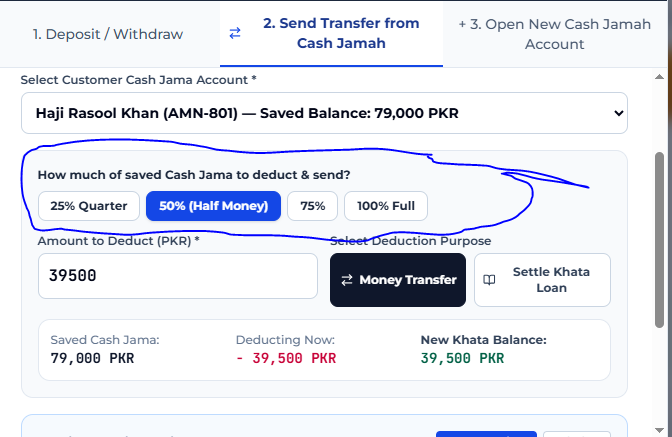 1. Deposit / Withdraw
2. Send Transfer from
Cash Jamah
+ 3. Open New Cash Jamah
Account
Select Customer Cash Jama Account *
Haji Rasool Khan (AMN-801) — Saved Balance: 79,000 PKR
How much of saved Cash Jama to deduct & send?
25% Quarter
50% (Half Money)
75%
100% Full
Amount to Deduct (PKR) *
Select Deduction Purpose
39500
Money Transfer
Settle Khata
Loan
Saved Cash Jama:
Deducting Now:
New Khata Balance:
79,000 PKR
- 39,500 PKR
39,500 PKR